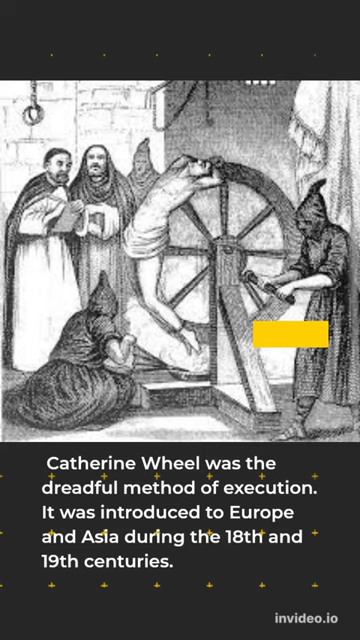 Catherine Wheel was the
dreadful method of execution.
It was introduced to Europe
and Asia during the 18th and
19th centuries.
invideo.io